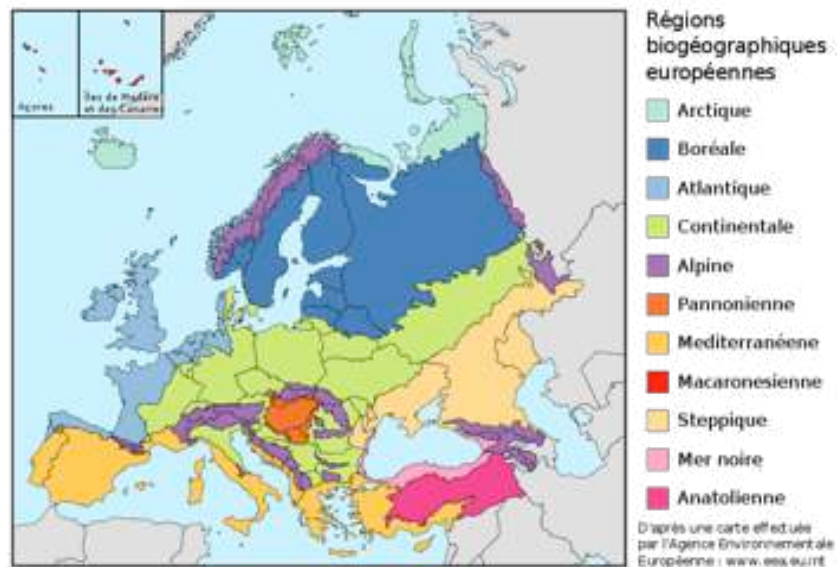 Açores
Îles de Madère
et des Canaries
Régions
biogéographiques
européennes
Arctique
Boréale
Atlantique
Continentale
Alpine
Pannonienne
Mediterranéene
Macaronesienne
Steppique
Mer noire
Anatolienne
D'après une carte effectuée
par l'Agence Environnementale
Européenne : www.eea.eu.int